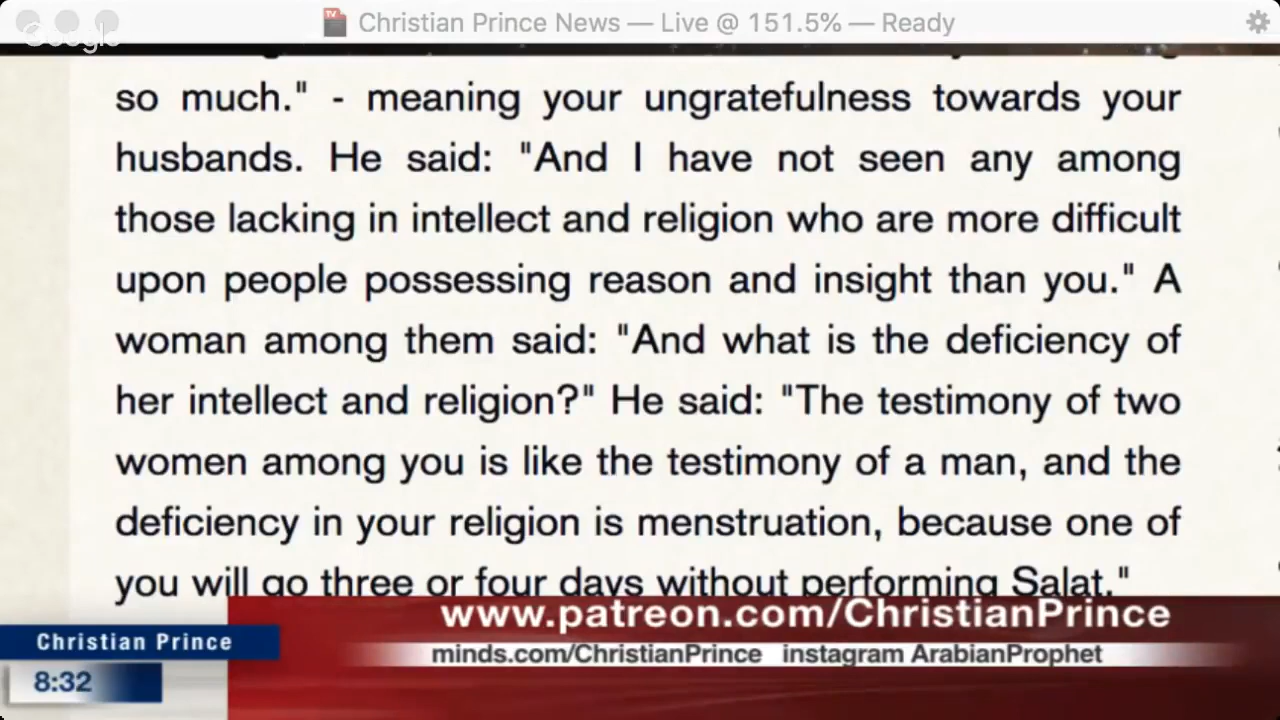 Christian Prince News — Live @ 151.5% — Ready
Google
so much." - meaning your ungratefulness towards your
husbands. He said: "And I have not seen any among
those lacking in intellect and religion who are more difficult
upon people possessing reason and insight than you." A
woman among them said: "And what is the deficiency of
her intellect and religion?" He said: "The testimony of two
women among you is like the testimony of a man, and the
deficiency in your religion is menstruation, because one of
you will go three or four days without performing Salat."
www.patreon.com/ChristianPrince
Christian Prince
minds.com/ChristianPrince instagram ArabianProphet
8:32